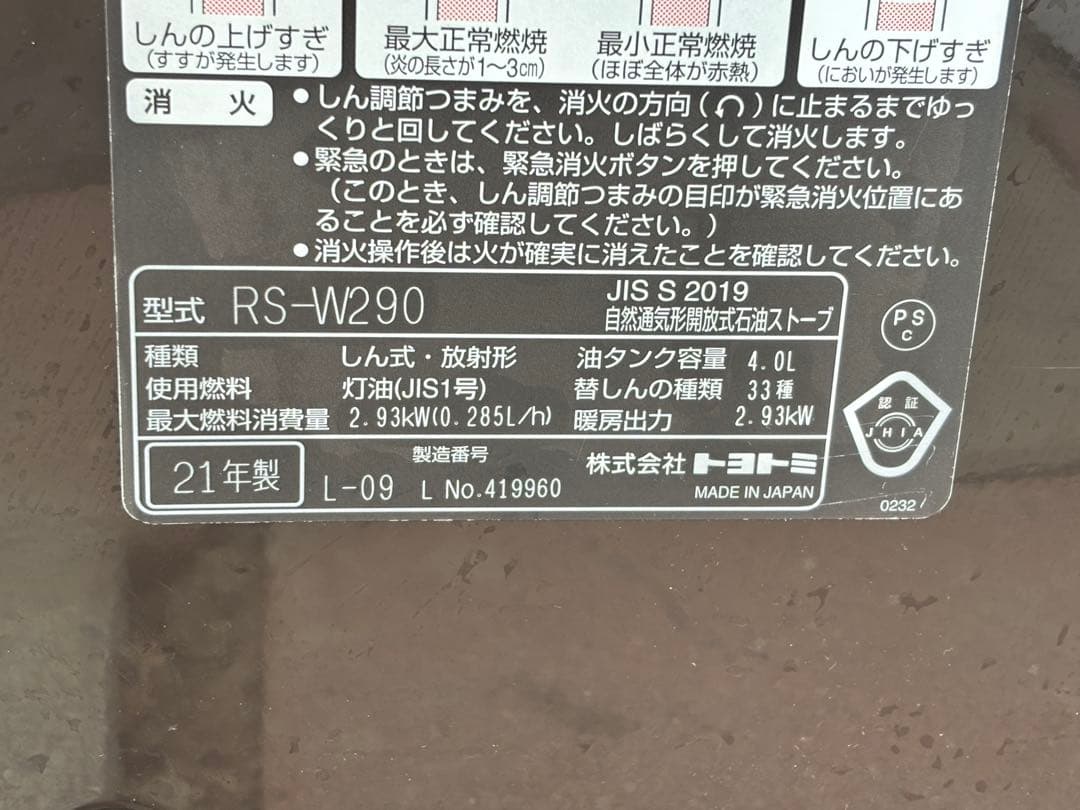 しんの上げすぎ
(すすが発生します)
最大正常燃焼
(炎の長さが1〜3cm)
最小正常燃焼
(ほぼ全体が赤熱)
しんの下げすぎ
(においが発生します)
消 火
●しん調節つまみを、消火の方向(↶)に止まるまでゆっ
くりと回してください。しばらくして消火します。
●緊急のときは、緊急消火ボタンを押してください。
(このとき、しん調節つまみの目印が緊急消火位置にあ
ることを必ず確認してください。)
●消火操作後は火が確実に消えたことを確認してください。
型式 RS-W290
JIS S 2019
自然通気形開放式石油ストーブ
種類 しん式・放射形 油タンク容量 4.0L
使用燃料 灯油(JIS1号) 替しんの種類 33種
最大燃料消費量 2.93kW(0.285L/h) 暖房出力 2.93kW
21年製
製造番号
L-09 L No.419960
株式会社 トヨトミ
MADE IN JAPAN
PS
C
認証
JHIA
0232